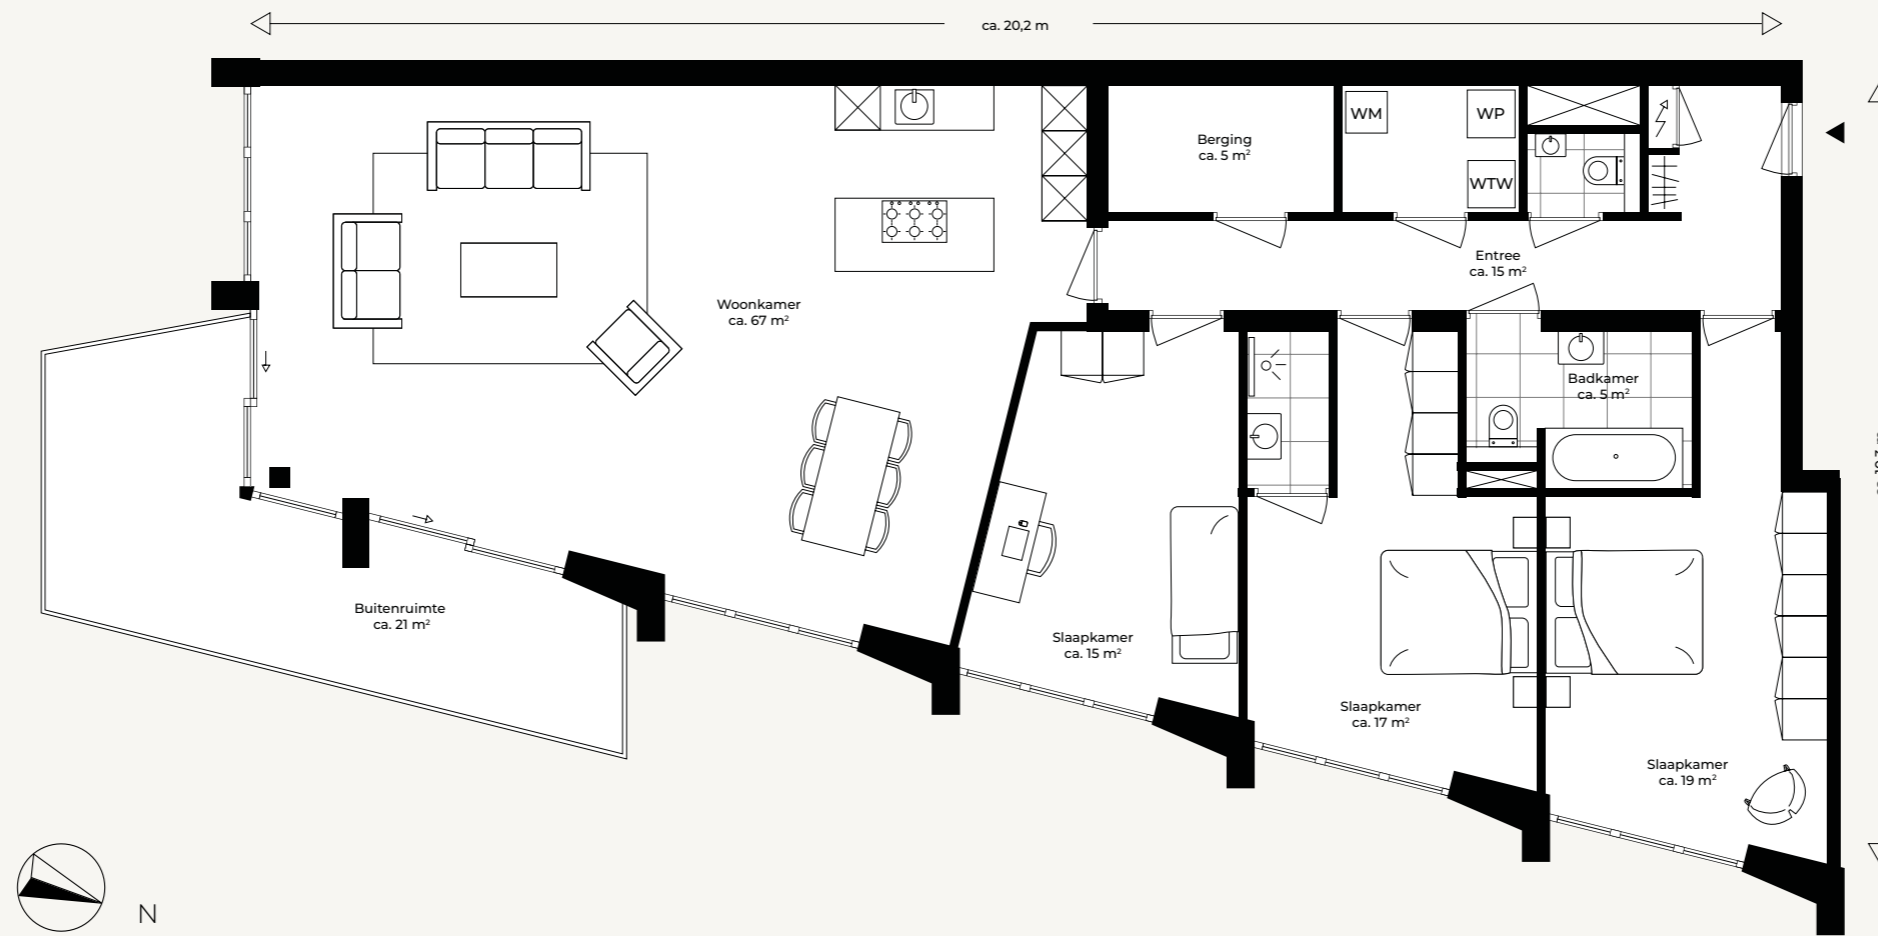 ca. 20,2 m
WM
WP
Berging
ca. 5 m²
WTW
Entree
ca. 15 m²
Woonkamer
ca. 67 m²
Badkamer
ca. 5 m²
Buitenruimte
ca. 21 m²
Slaapkamer
ca. 15 m²
Slaapkamer
ca. 17 m²
Slaapkamer
ca. 19 m²
N